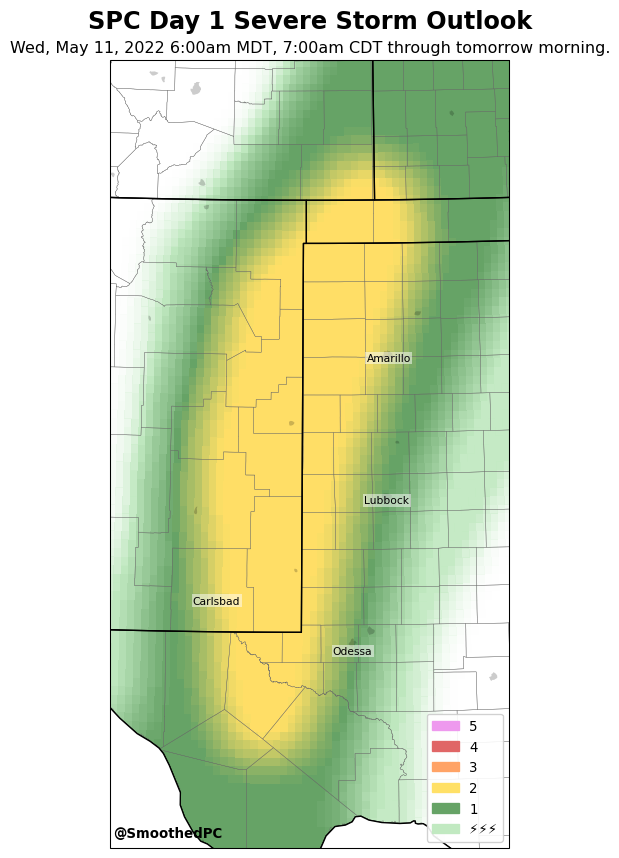 SPC Day 1 Severe Storm Outlook
Wed, May 11, 2022 6:00am MDT, 7:00am CDT through tomorrow morning.
Amarillo
Lubbock
Carlsbad
Odessa
5
4
3
2
1
⚡⚡⚡
@SmoothedPC